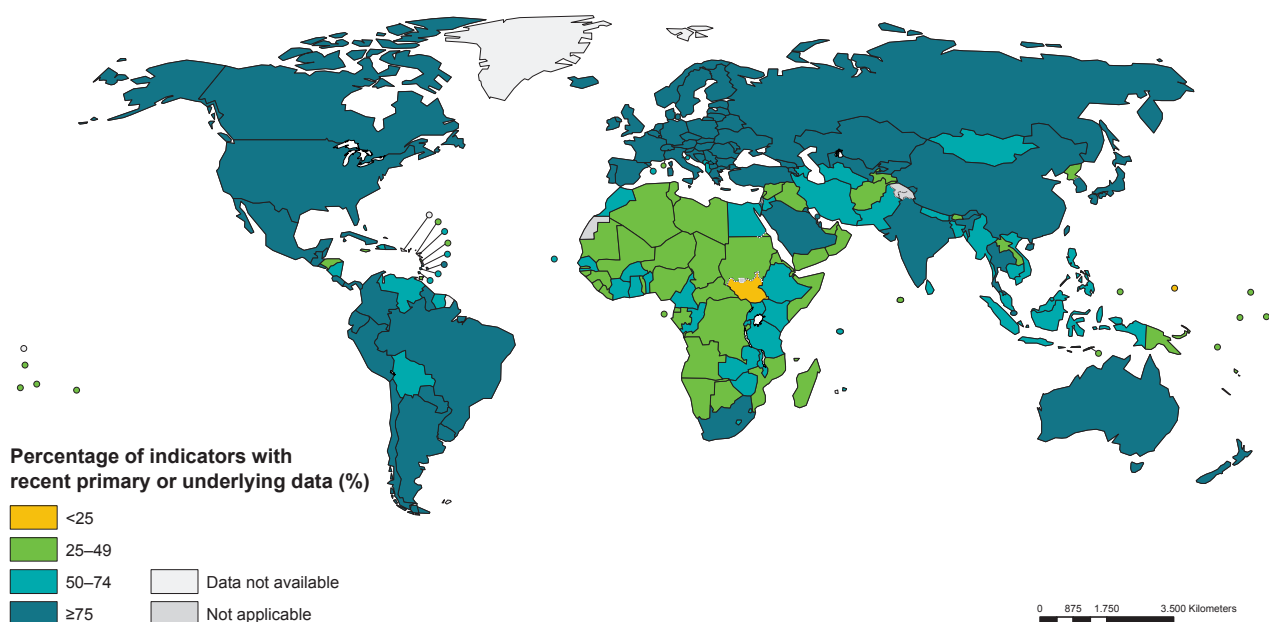 Percentage of indicators with
recent primary or underlying data (%)
<25
25–49
50–74
≥75
Data not available
Not applicable
0 875 1.750 3.500 Kilometers